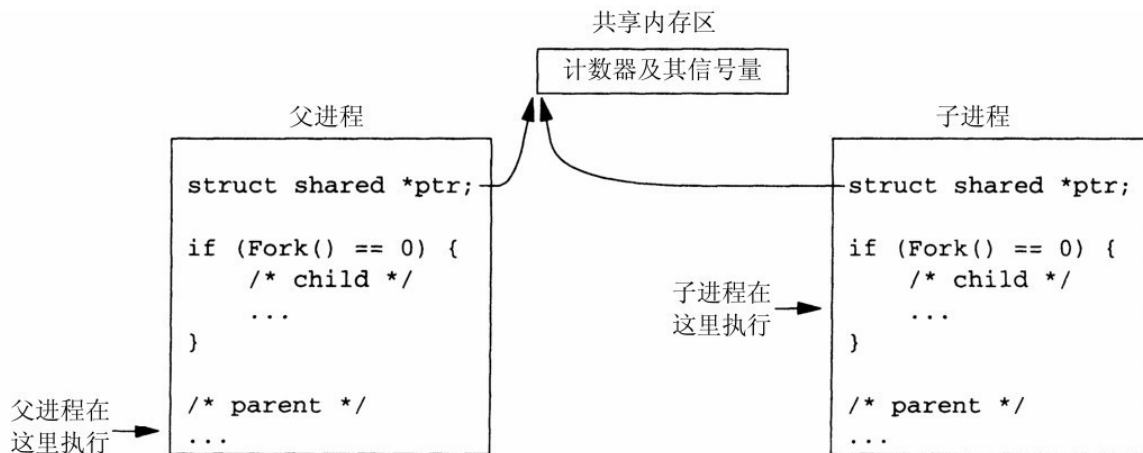 共享内存区
计数器及其信号量
父进程
struct shared *ptr;
if (Fork() == 0) {
/* child */
...
}
/* parent */
...
父进程在
这里执行
子进程
struct shared *ptr;
if (Fork() == 0) {
/* child */
...
}
/* parent */
...
子进程在
这里执行